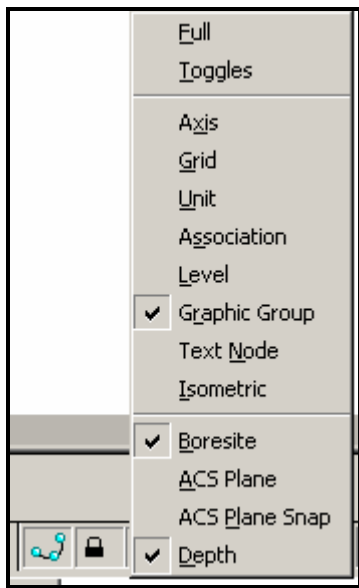 Full
Toggles
Axis
Grid
Unit
Association
Level
Graphic Group
Text Node
Isometric
Boresite
ACS Plane
ACS Plane Snap
Depth